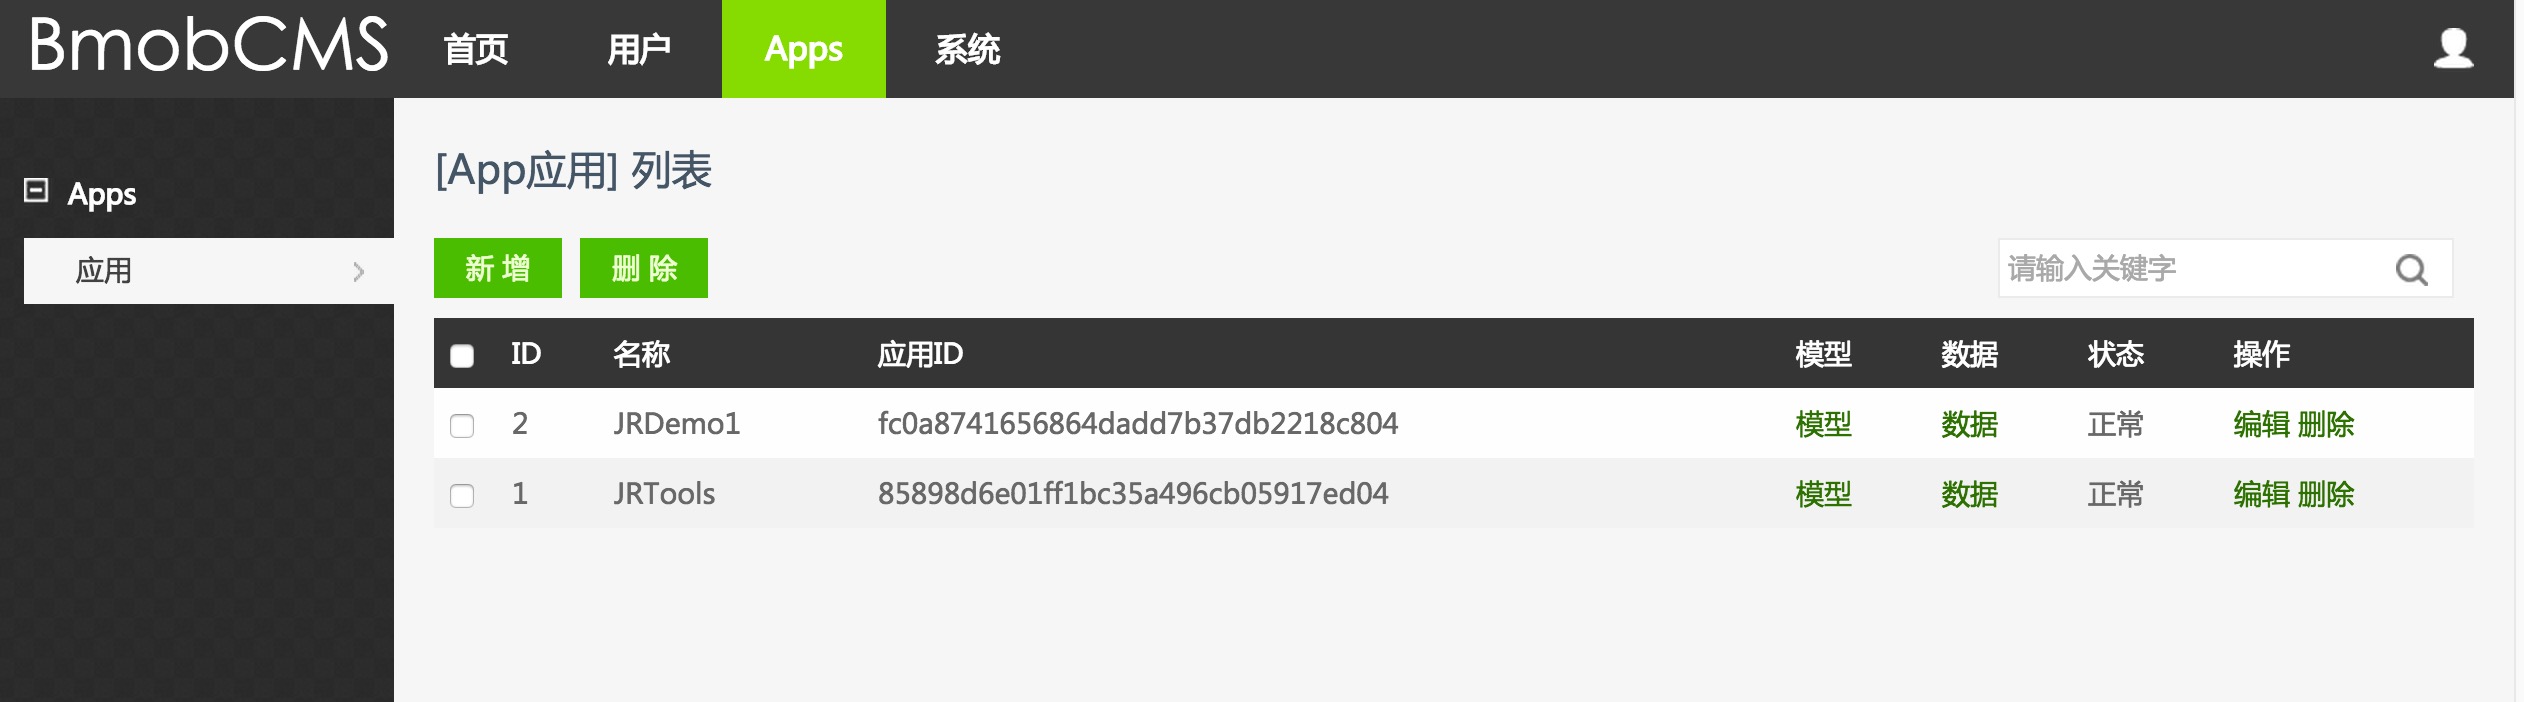 BmobCMS 首页 用户 Apps 系统
Apps
应用
[App应用] 列表
新 增 删 除 请输入关键字
ID 名称 应用ID 模型 数据 状态 操作
2 JRDemo1 fc0a8741656864dadd7b37db2218c804 模型 数据 正常 编辑 删除
1 JRTools 85898d6e01ff1bc35a496cb05917ed04 模型 数据 正常 编辑 删除